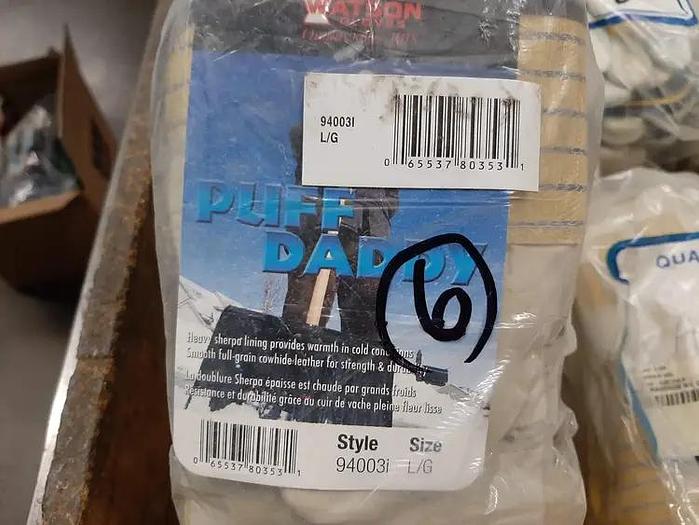 WATSON
GLOVES
94003I
L/G
0 65537 80353 1
PUFF
DADDY
6
Heavy sherpa lining provides warmth in cold conditions
Smooth full-grain cowhide leather for strength & durability
La doublure Sherpa épaisse est chaude par grands froids
Résistance et durabilité grâce au cuir de vache pleine fleur lisse
0 65537 80353 1
Style Size
94003i L/G
QUA